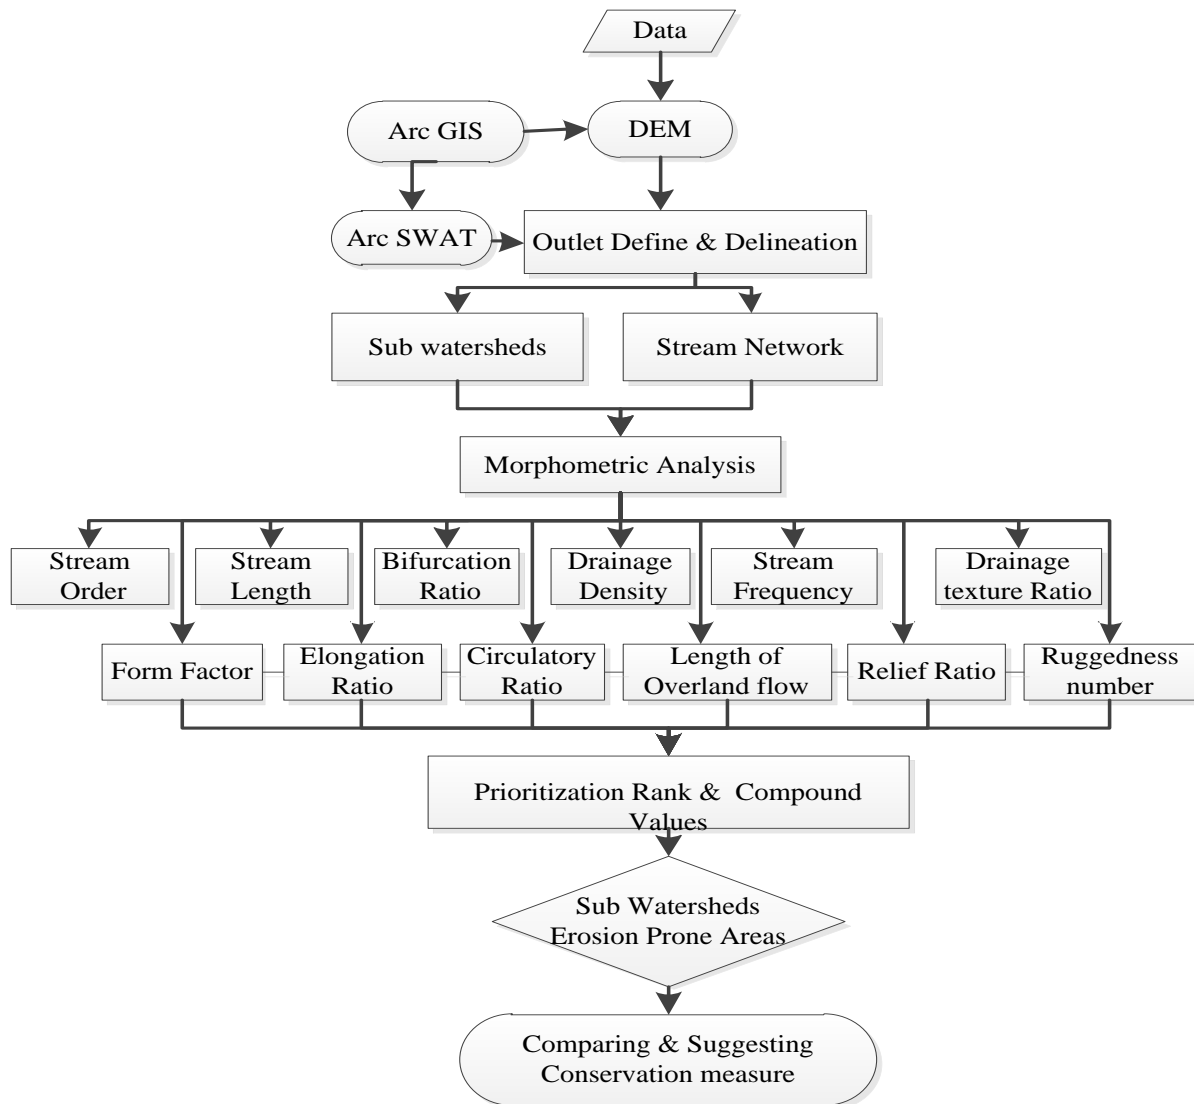 Data
Arc GIS
DEM
Arc SWAT
Outlet Define & Delineation
Sub watersheds
Stream Network
Morphometric Analysis
Stream
Order
Stream
Length
Bifurcation
Ratio
Drainage
Density
Stream
Frequency
Drainage
texture Ratio
Form Factor
Elongation
Ratio
Circulatory
Ratio
Length of
Overland flow
Relief Ratio
Ruggedness
number
Prioritization Rank & Compound
Values
Sub Watersheds
Erosion Prone Areas
Comparing & Suggesting
Conservation measure